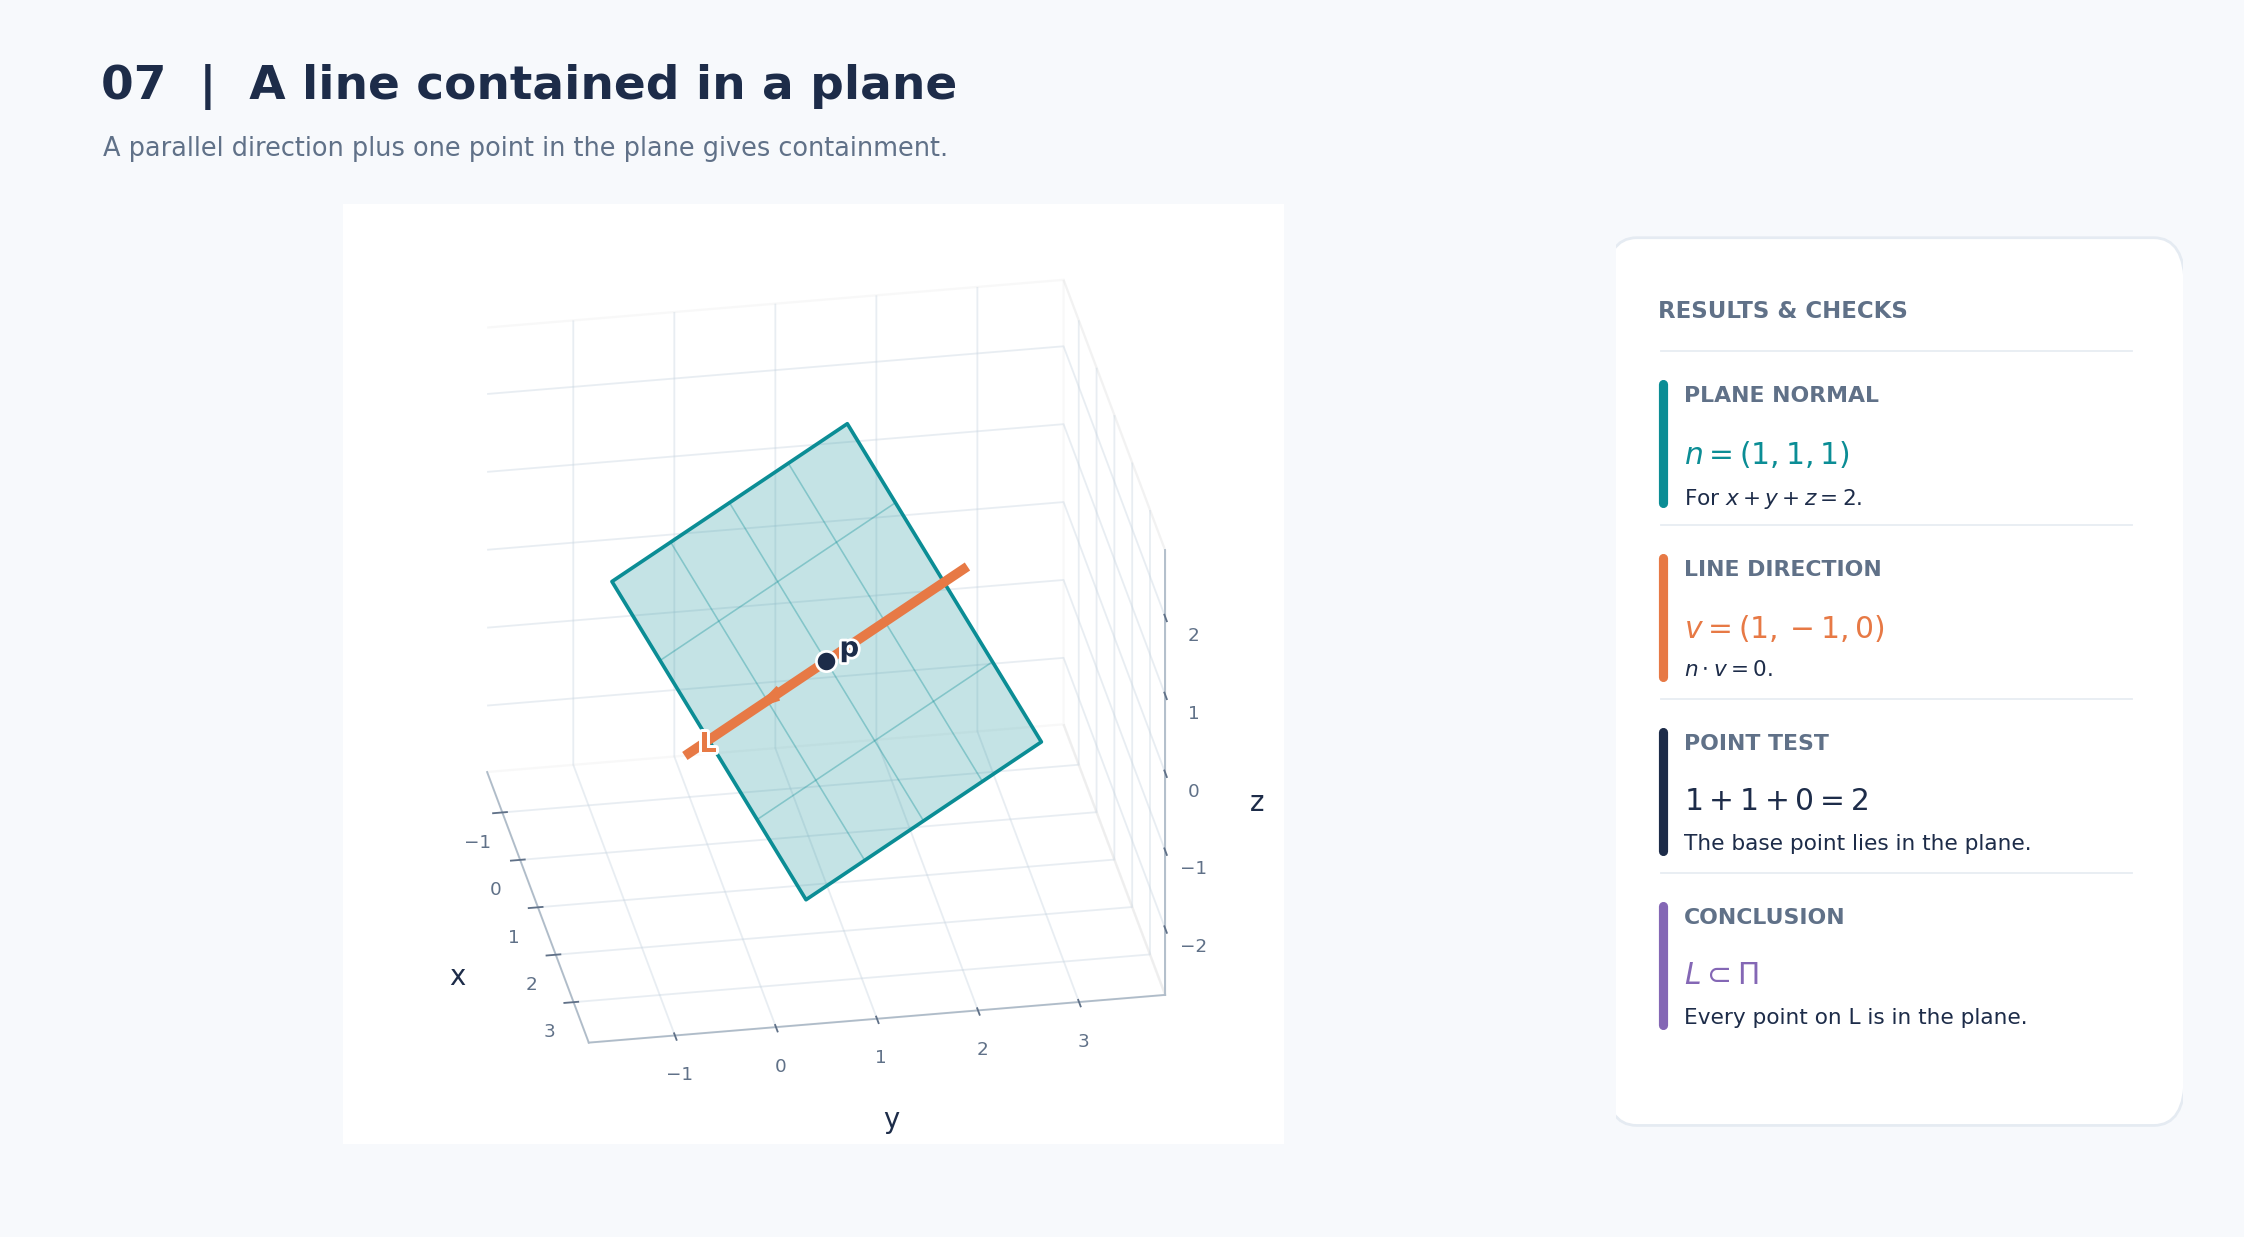 07 | A line contained in a plane
A parallel direction plus one point in the plane gives containment.
p
L
2
1
0
−1
−2
z
−1
0
1
2
3
x
−1
0
1
2
3
y
RESULTS & CHECKS
PLANE NORMAL
n = (1, 1, 1)
For x + y + z = 2.
LINE DIRECTION
v = (1, −1, 0)
n · v = 0.
POINT TEST
1 + 1 + 0 = 2
The base point lies in the plane.
CONCLUSION
L ⊂ Π
Every point on L is in the plane.